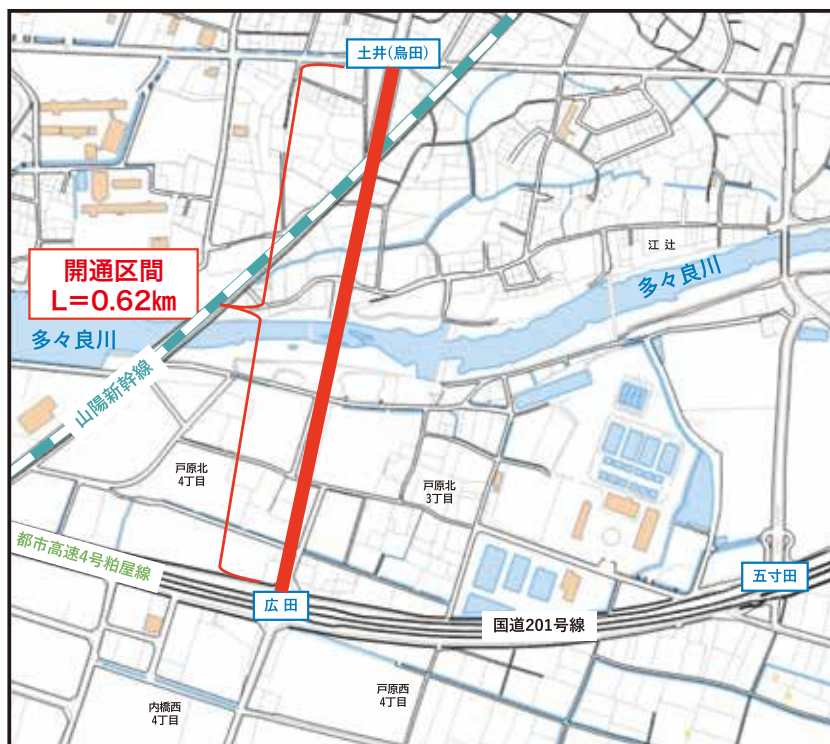 土井(烏田)
江 辻
多々良川
開通区間
L=0.62km
多々良川
山陽新幹線
戸原北
4丁目
戸原北
3丁目
都市高速4号粕屋線
五寸田
広 田
国道201号線
内橋西
4丁目
戸原西
4丁目